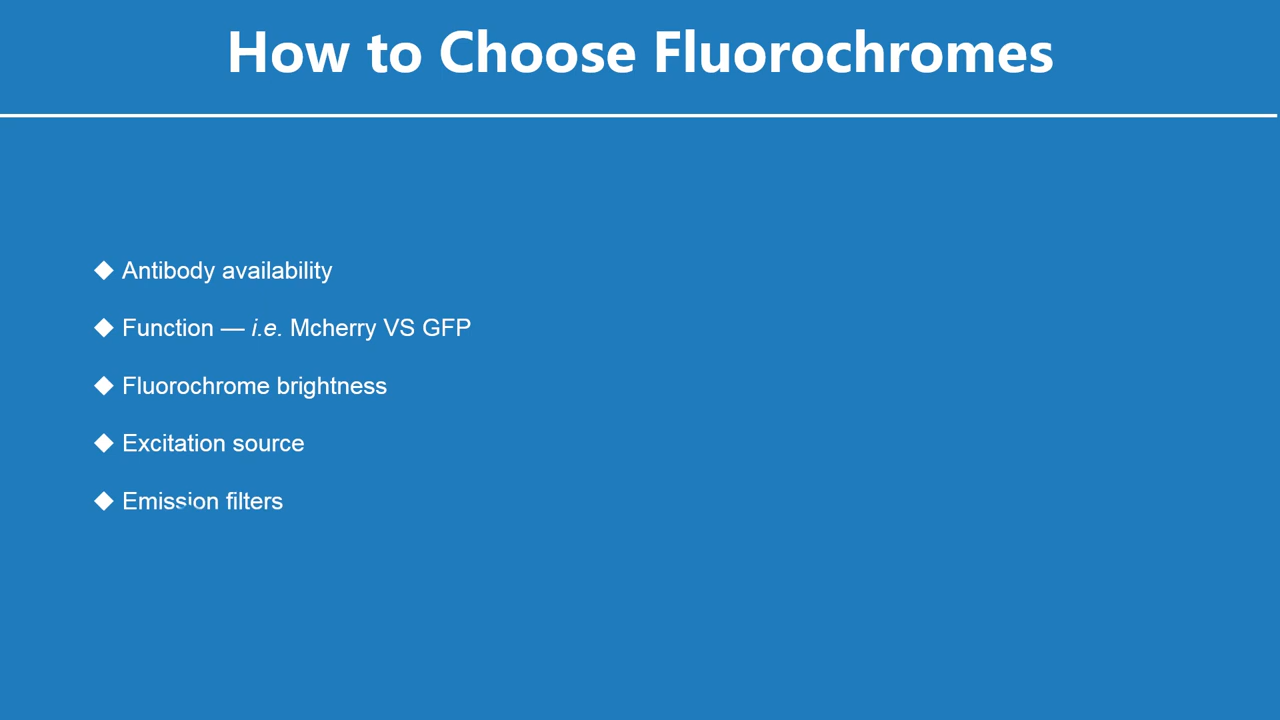 How to Choose Fluorochromes
◆ Antibody availability
◆ Function — i.e. Mcherry VS GFP
◆ Fluorochrome brightness
◆ Excitation source
◆ Emission filters